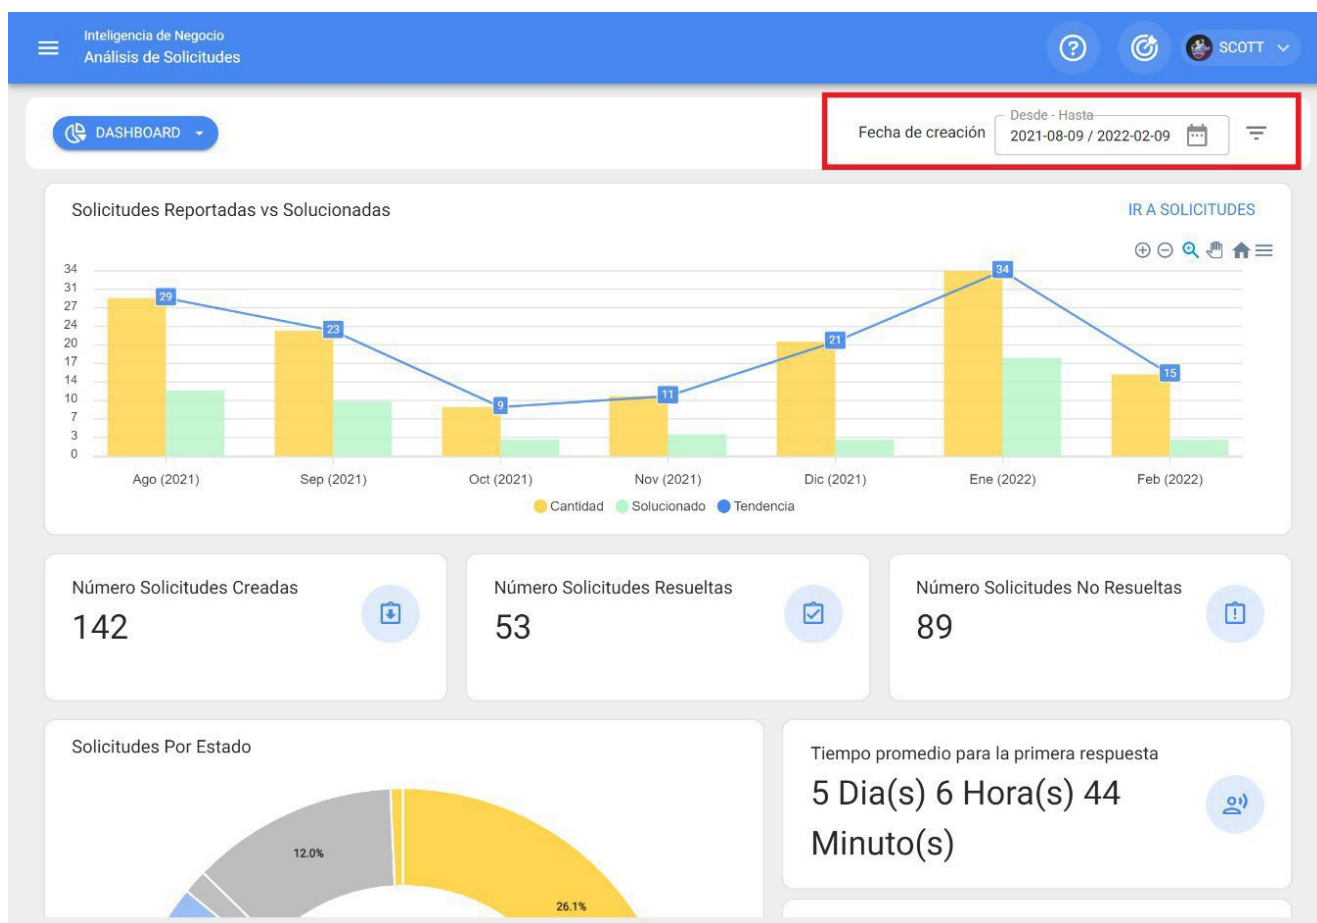 Inteligencia de Negocio
Análisis de Solicitudes
SCOTT
DASHBOARD
Fecha de creación
Desde - Hasta
2021-08-09 / 2022-02-09
Solicitudes Reportadas vs Solucionadas
IR A SOLICITUDES
34
31
27
24
20
17
14
10
7
3
0
29
23
9
11
21
34
15
Ago (2021)
Sep (2021)
Oct (2021)
Nov (2021)
Dic (2021)
Ene (2022)
Feb (2022)
Cantidad
Solucionado
Tendencia
Número Solicitudes Creadas
142
Número Solicitudes Resueltas
53
Número Solicitudes No Resueltas
89
Solicitudes Por Estado
12.0%
26.1%
Tiempo promedio para la primera respuesta
5 Dia(s) 6 Hora(s) 44
Minuto(s)